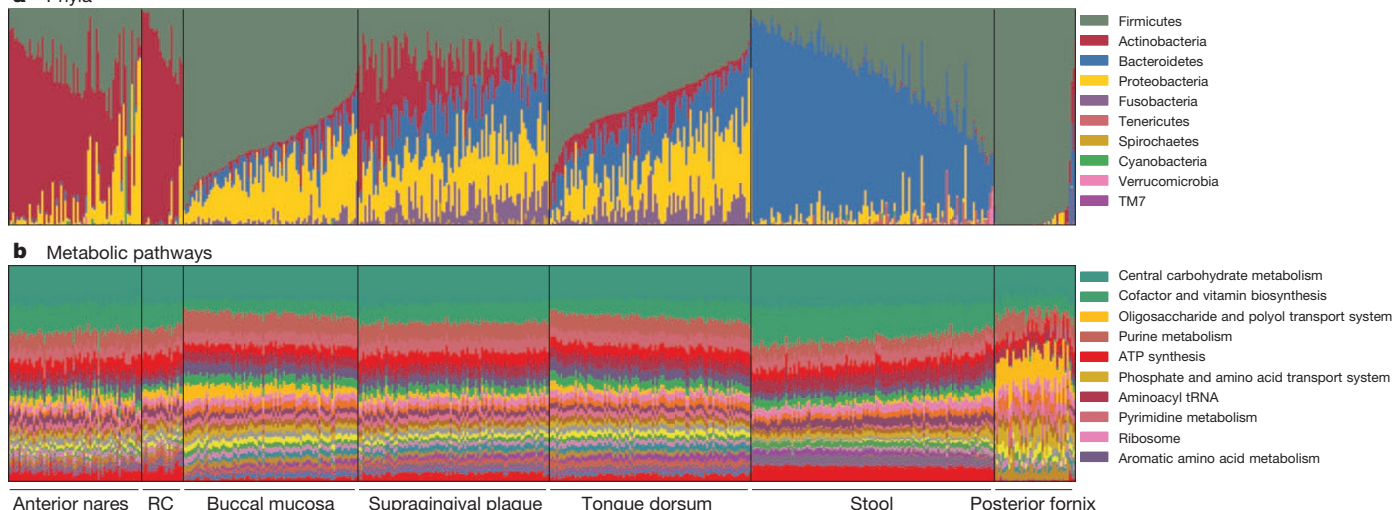 a Phyla
Firmicutes
Actinobacteria
Bacteroidetes
Proteobacteria
Fusobacteria
Tenericutes
Spirochaetes
Cyanobacteria
Verrucomicrobia
TM7
b Metabolic pathways
Central carbohydrate metabolism
Cofactor and vitamin biosynthesis
Oligosaccharide and polyol transport system
Purine metabolism
ATP synthesis
Phosphate and amino acid transport system
Aminoacyl tRNA
Pyrimidine metabolism
Ribosome
Aromatic amino acid metabolism
Anterior nares RC Buccal mucosa Supragingival plaque Tongue dorsum Stool Posterior fornix